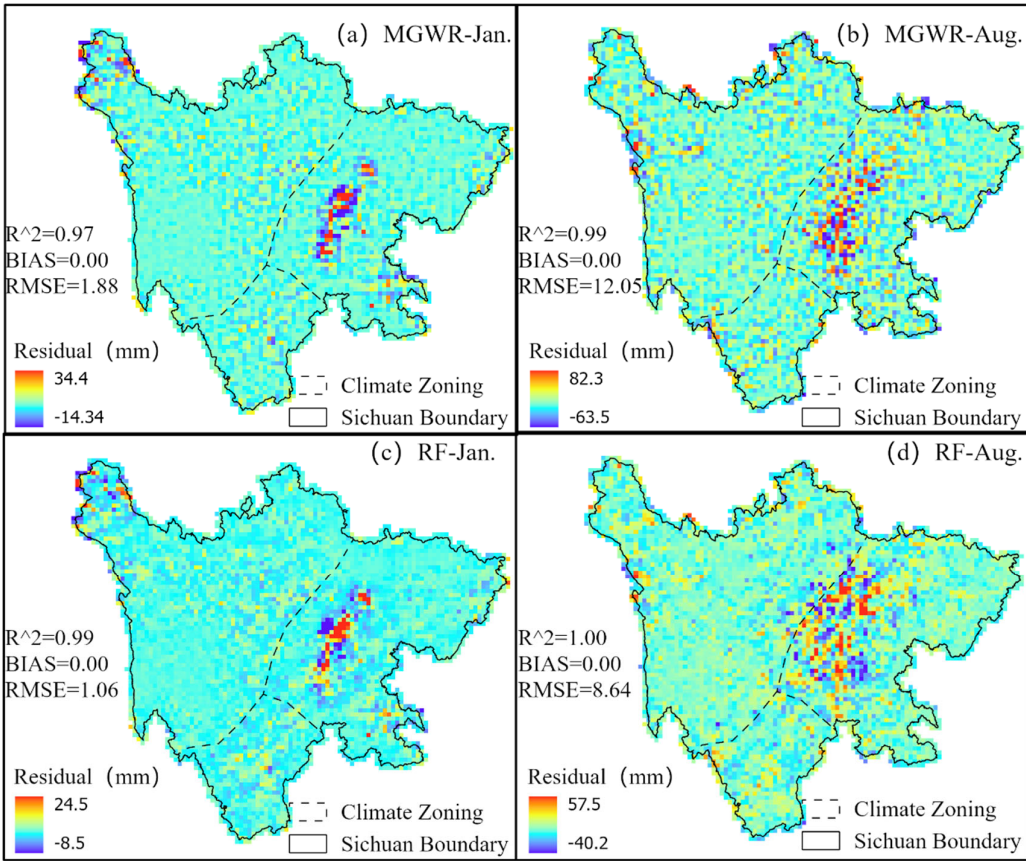 (a) MGWR-Jan.
R^2=0.97
BIAS=0.00
RMSE=1.88
Residual (mm)
34.4
-14.34
Climate Zoning
Sichuan Boundary
(b) MGWR-Aug.
R^2=0.99
BIAS=0.00
RMSE=12.05
Residual (mm)
82.3
-63.5
Climate Zoning
Sichuan Boundary
(c) RF-Jan.
R^2=0.99
BIAS=0.00
RMSE=1.06
Residual (mm)
24.5
-8.5
Climate Zoning
Sichuan Boundary
(d) RF-Aug.
R^2=1.00
BIAS=0.00
RMSE=8.64
Residual (mm)
57.5
-40.2
Climate Zoning
Sichuan Boundary